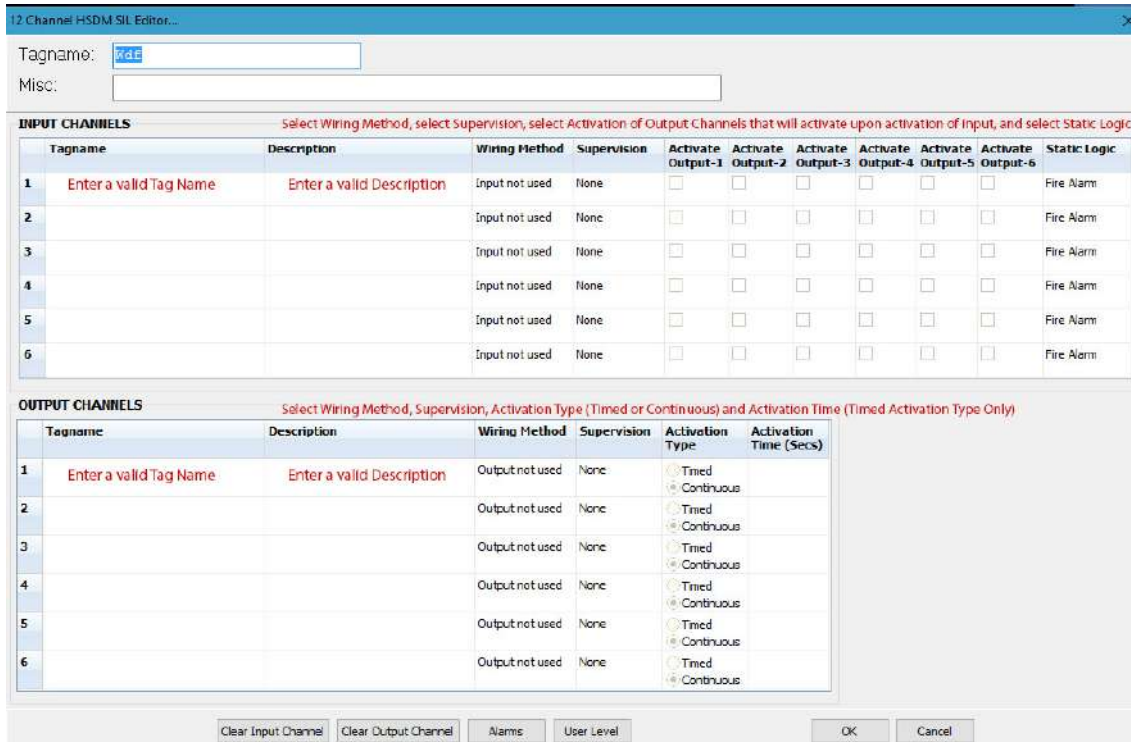 12 Channel HSDM SIL Editor...
Tagname:
Misc:
INPUT CHANNELS Select Wiring Method, select Supervision, select Activation of Output Channels that will activate upon activation of input, and select Static Logic
Tagname Description Wiring Method Supervision Activate Output-1 Activate Output-2 Activate Output-3 Activate Output-4 Activate Output-5 Activate Output-6 Static Logic
1 Enter a valid Tag Name Enter a valid Description Input not used None Fire Alarm
2 Input not used None Fire Alarm
3 Input not used None Fire Alarm
4 Input not used None Fire Alarm
5 Input not used None Fire Alarm
6 Input not used None Fire Alarm
OUTPUT CHANNELS Select Wiring Method, Supervision, Activation Type (Timed or Continuous) and Activation Time (Timed Activation Type Only)
Tagname Description Wiring Method Supervision Activation Type Activation Time (Secs)
1 Enter a valid Tag Name Enter a valid Description Output not used None Timed
Continuous
2 Output not used None Timed
Continuous
3 Output not used None Timed
Continuous
4 Output not used None Timed
Continuous
5 Output not used None Timed
Continuous
6 Output not used None Timed
Continuous
Clear Input Channel Clear Output Channel Alarms User Level OK Cancel